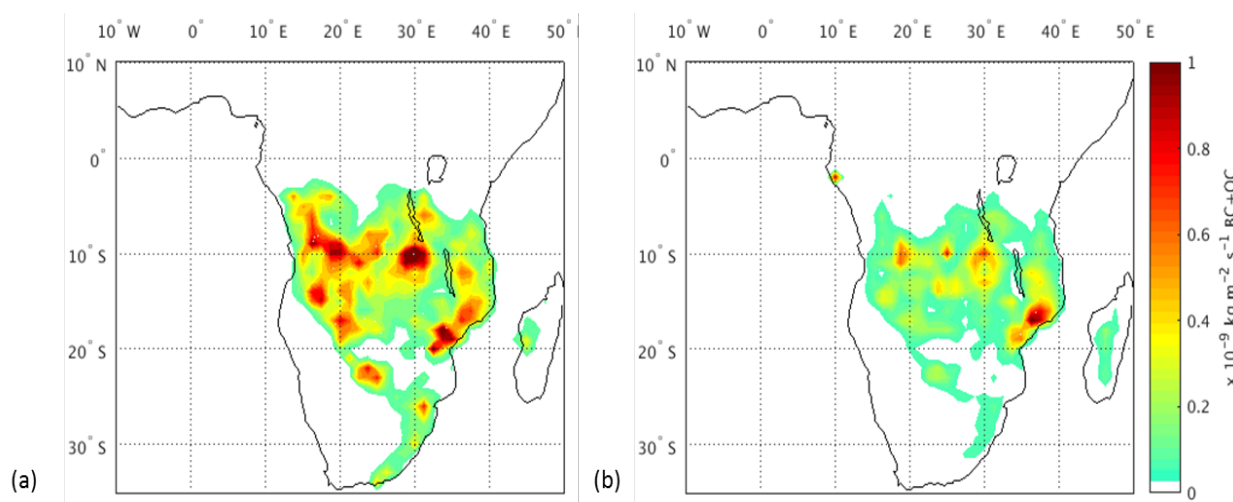 10 W 0° 10° E 20° E 30° E 40° E 50
10 W 0° 10° E 20° E 30° E 40° E 50° E
10° N 10° N 1
0° 0° 0.8
10° S 10° S 0.6
20° S 20° S 0.4
30° S 30° S 0.2
0
x 10⁻⁹ kg m⁻² s⁻¹ BC+OC
(a) (b)